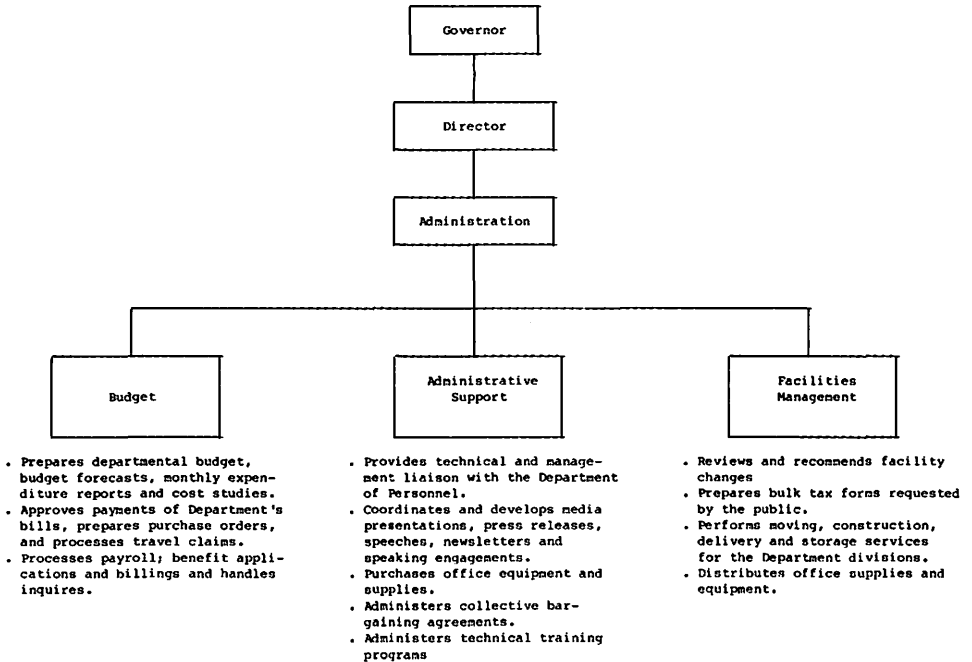 Governor
Director
Administration
Budget
. Prepares departmental budget,
budget forecasts, monthly expen-
diture reports and cost studies.
. Approves payments of Department's
bills, prepares purchase orders,
and processes travel claims.
. Processes payroll; benefit appli-
cations and billings and handles
inquires.
Administrative
Support
. Provides technical and manage-
ment liaison with the Department
of Personnel.
. Coordinates and develops media
presentations, press releases,
speeches, newsletters and
speaking engagements.
. Purchases office equipment and
supplies.
. Administers collective bar-
gaining agreements.
. Administers technical training
programs
Facilities
Management
. Reviews and recommends facility
changes
. Prepares bulk tax forms requested
by the public.
. Performs moving, construction,
delivery and storage services
for the Department divisions.
. Distributes office supplies and
equipment.